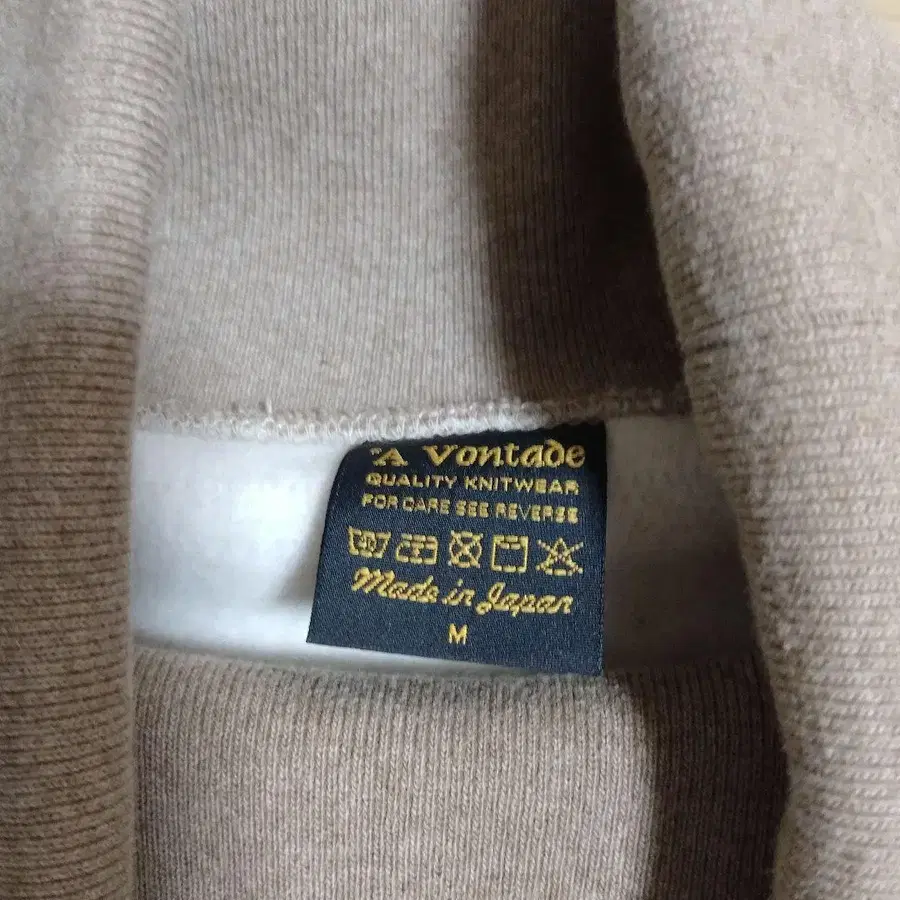 A VONTADE
QUALITY KNITWEAR
FOR CARE SEE REVERSE
Made in Japan
M